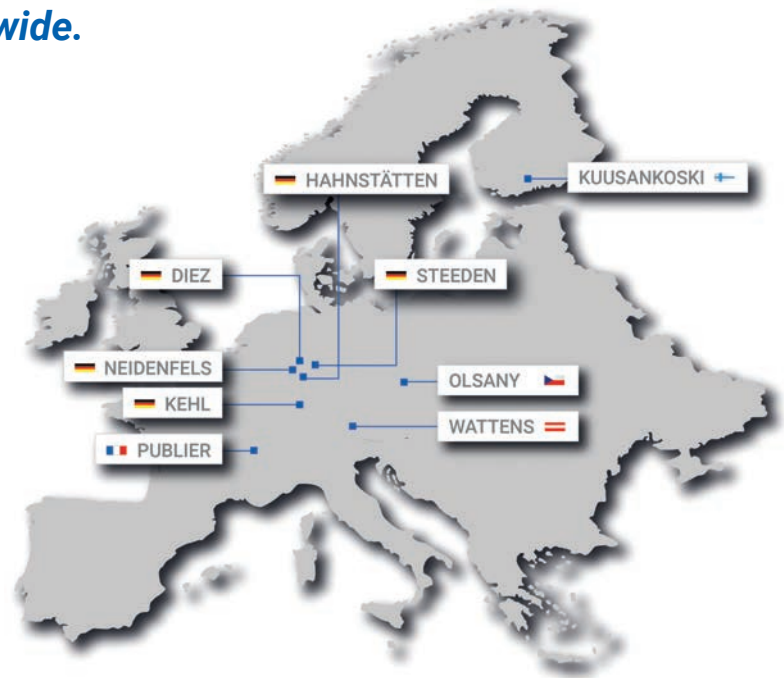 wide.
HAHNSTÄTTEN
KUUSANKOSKI
DIEZ
STEEDEN
NEIDENFELS
OLSANY
KEHL
WATTENS
PUBLIER